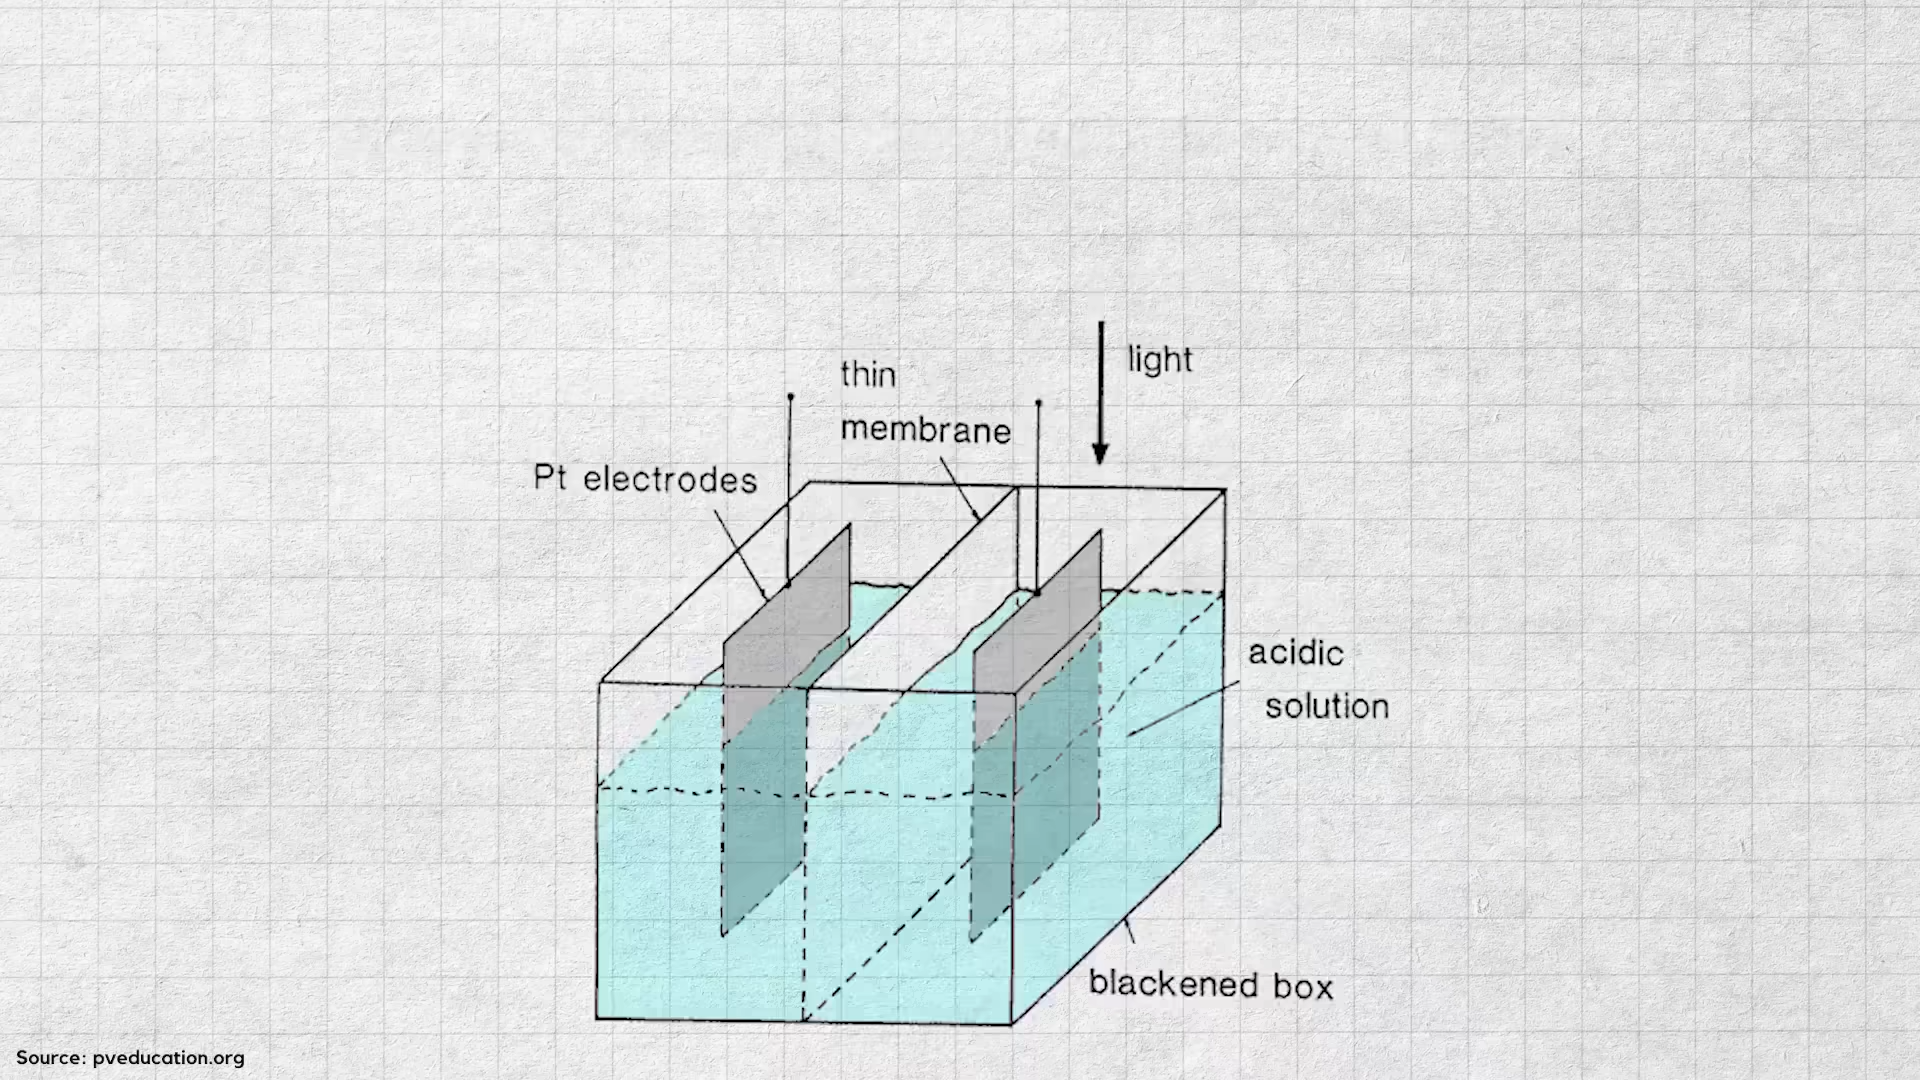 light
thin
membrane
Pt electrodes
acidic
solution
blackened box
Source: pveducation.org